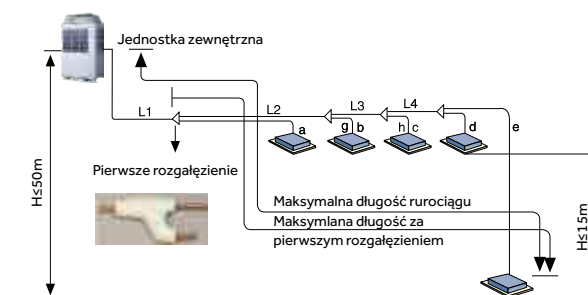 Jednostka zewnętrzna
L1
L2
L3
L4
a
g b
h c
d
e
Pierwsze rozgałęzienie
H≤50m
Maksymalna długość rurociągu
Maksymlana długość za
pierwszym rozgałęzieniem
H≤15m